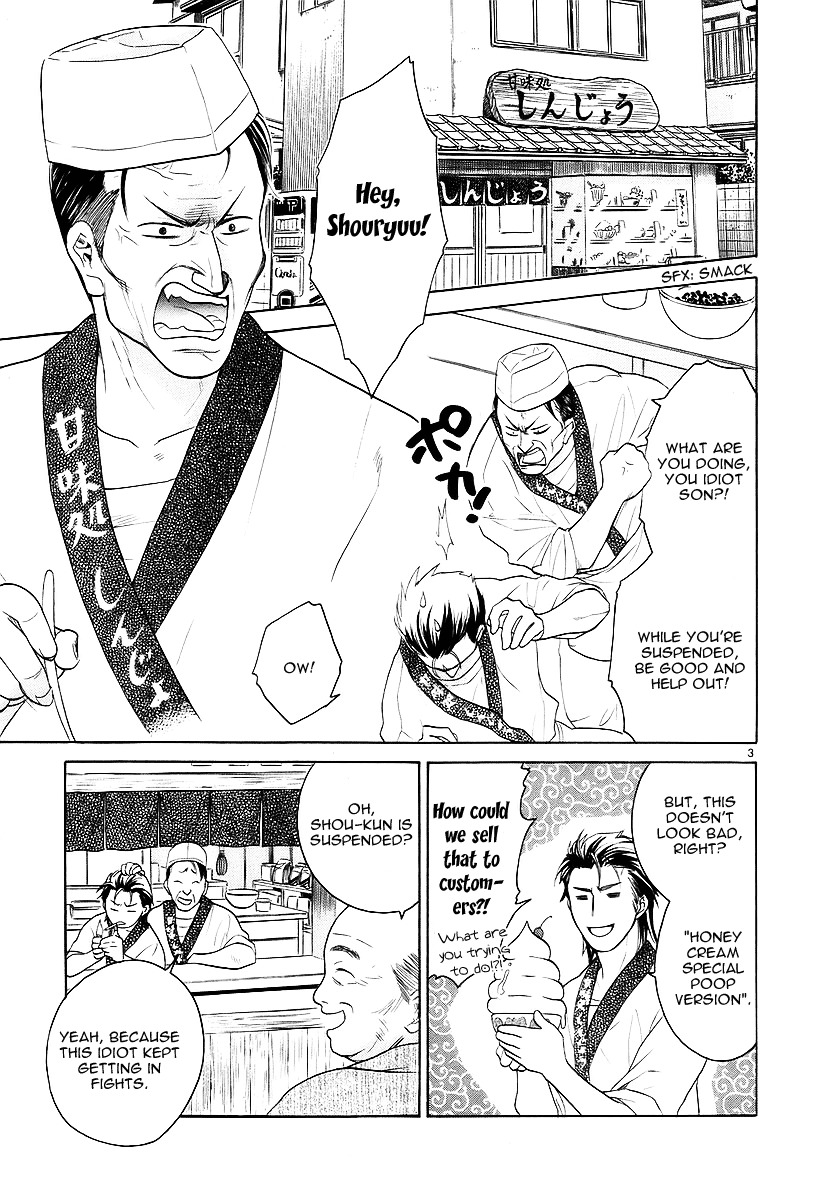 甘味処
しんじょう
しんじょう
Hey,
Shouryuu!
SFX: SMACK
甘味処 しんじょ
ポカ!
WHAT ARE
YOU DOING,
YOU IDIOT
SON?!
WHILE YOU'RE
SUSPENDED,
BE GOOD AND
HELP OUT!
OW!
3
BUT, THIS
DOESN'T
LOOK BAD,
RIGHT?
"HONEY
CREAM
SPECIAL
POOP
VERSION".
How could
we sell
that to
custom-
ers?!
What are
you trying
to do!?!
OH,
SHOU-KUN IS
SUSPENDED?
YEAH, BECAUSE
THIS IDIOT KEPT
GETTING IN
FIGHTS.